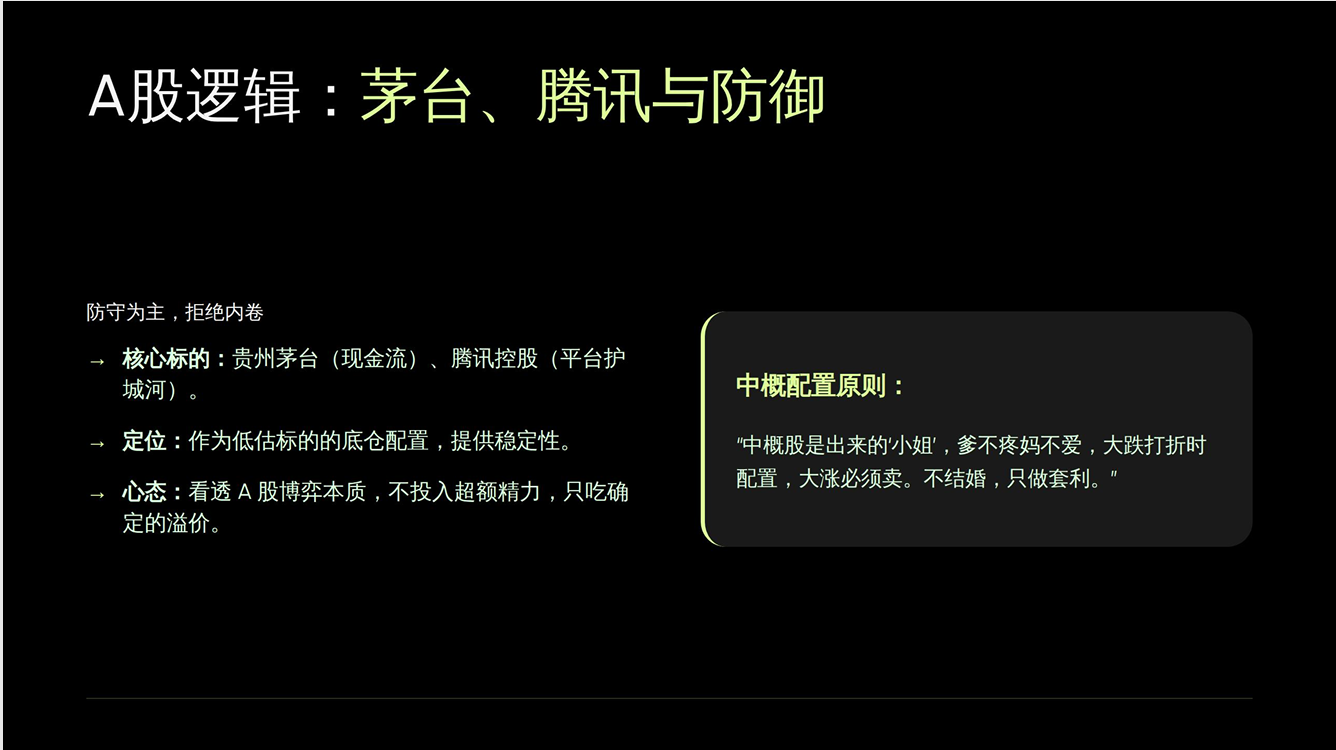 A股逻辑：茅台、腾讯与防御
防守为主，拒绝内卷
→ 核心标的：贵州茅台（现金流）、腾讯控股（平台护
城河）。
→ 定位：作为低估标的的底仓配置，提供稳定性。
→ 心态：看透 A 股博弈本质，不投入超额精力，只吃确
定的溢价。
中概配置原则：
“中概股是出来的‘小姐’，爹不疼妈不爱，大跌打折时
配置，大涨必须卖。不结婚，只做套利。”